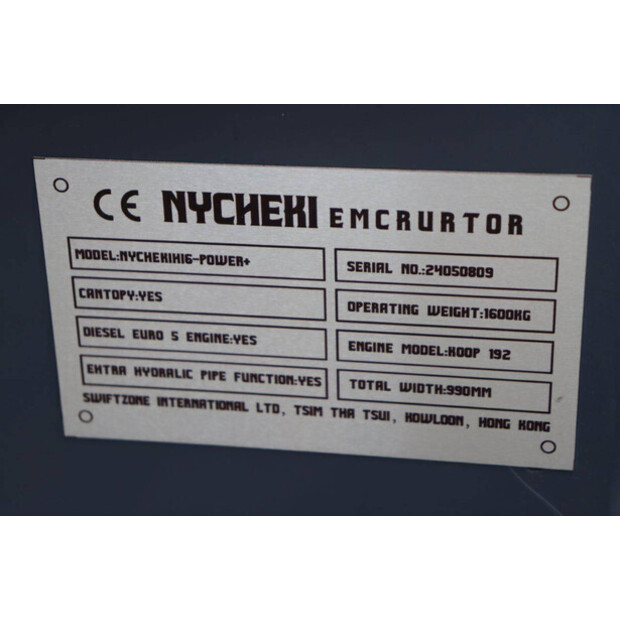 CE NYCHEKI EMCRURTOR
MODEL:NYCHEKIH16-POWER+
SERIAL NO.:24050809
CANTOPY:YES
OPERATING WEIGHT:1600KG
DIESEL EURO 5 ENGINE:YES
ENGINE MODEL:KOOP 192
EHTRA HYDRALIC PIPE FUNCTION:YES
TOTAL WIDTH:990MM
SWIFTZONE INTERNATIONAL LTD, TSIM THA TSUI, KOWLOON, HONG KONG